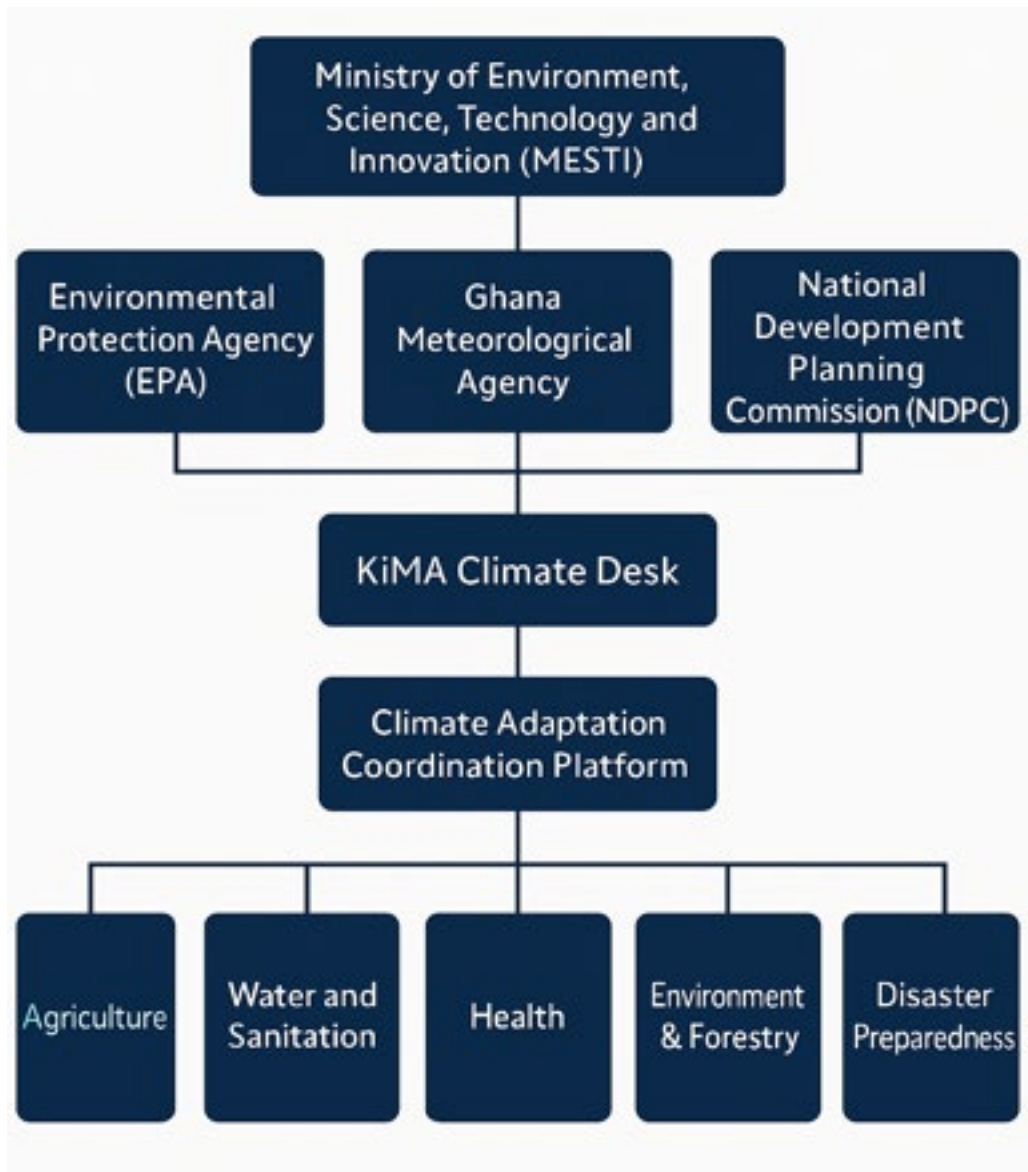 Ministry of Environment,
Science, Technology and
Innovation (MESTI)
Environmental
Protection Agency
(EPA)
Ghana
Meteorologrical
Agency
National
Development
Planning
Commission (NDPC)
KiMA Climate Desk
Climate Adaptation
Coordination Platform
Agriculture
Water and
Sanitation
Health
Environment
& Forestry
Disaster
Preparedness